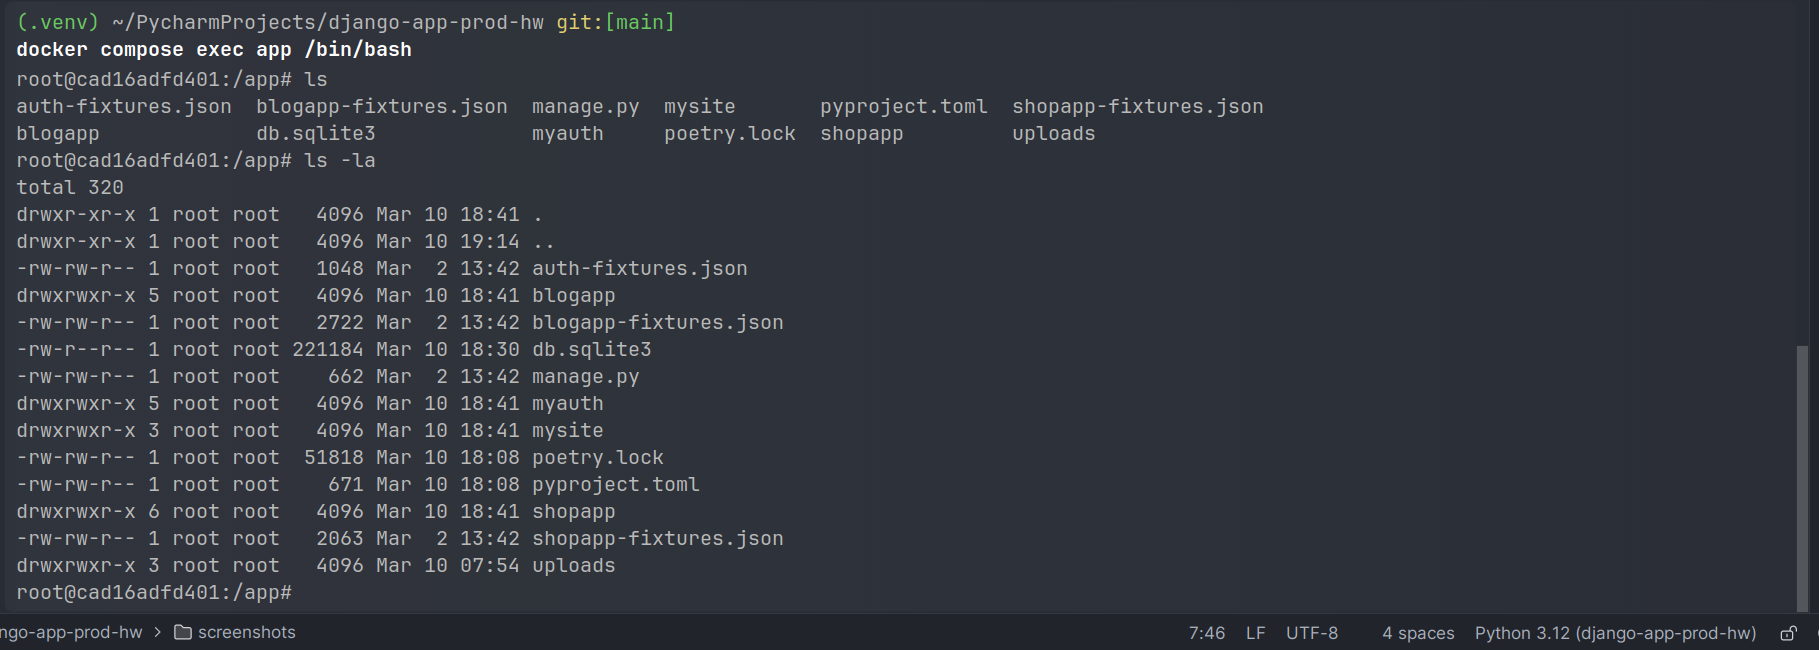 (.venv) ~/PycharmProjects/django-app-prod-hw git:[main]
docker compose exec app /bin/bash
root@cad16adfd401:/app# ls
auth-fixtures.json  blogapp-fixtures.json  manage.py  mysite       pyproject.toml  shopapp-fixtures.json
blogapp             db.sqlite3             myauth     poetry.lock  shopapp         uploads
root@cad16adfd401:/app# ls -la
total 320
drwxr-xr-x 1 root root   4096 Mar 10 18:41 .
drwxr-xr-x 1 root root   4096 Mar 10 19:14 ..
-rw-rw-r-- 1 root root   1048 Mar  2 13:42 auth-fixtures.json
drwxrwxr-x 5 root root   4096 Mar 10 18:41 blogapp
-rw-rw-r-- 1 root root   2722 Mar  2 13:42 blogapp-fixtures.json
-rw-r--r-- 1 root root 221184 Mar 10 18:30 db.sqlite3
-rw-rw-r-- 1 root root    662 Mar  2 13:42 manage.py
drwxrwxr-x 5 root root   4096 Mar 10 18:41 myauth
drwxrwxr-x 3 root root   4096 Mar 10 18:41 mysite
-rw-rw-r-- 1 root root  51818 Mar 10 18:08 poetry.lock
-rw-rw-r-- 1 root root    671 Mar 10 18:08 pyproject.toml
drwxrwxr-x 6 root root   4096 Mar 10 18:41 shopapp
-rw-rw-r-- 1 root root   2063 Mar  2 13:42 shopapp-fixtures.json
drwxrwxr-x 3 root root   4096 Mar 10 07:54 uploads
root@cad16adfd401:/app#
ngo-app-prod-hw > screenshots 7:46 LF UTF-8 4 spaces Python 3.12 (django-app-prod-hw)